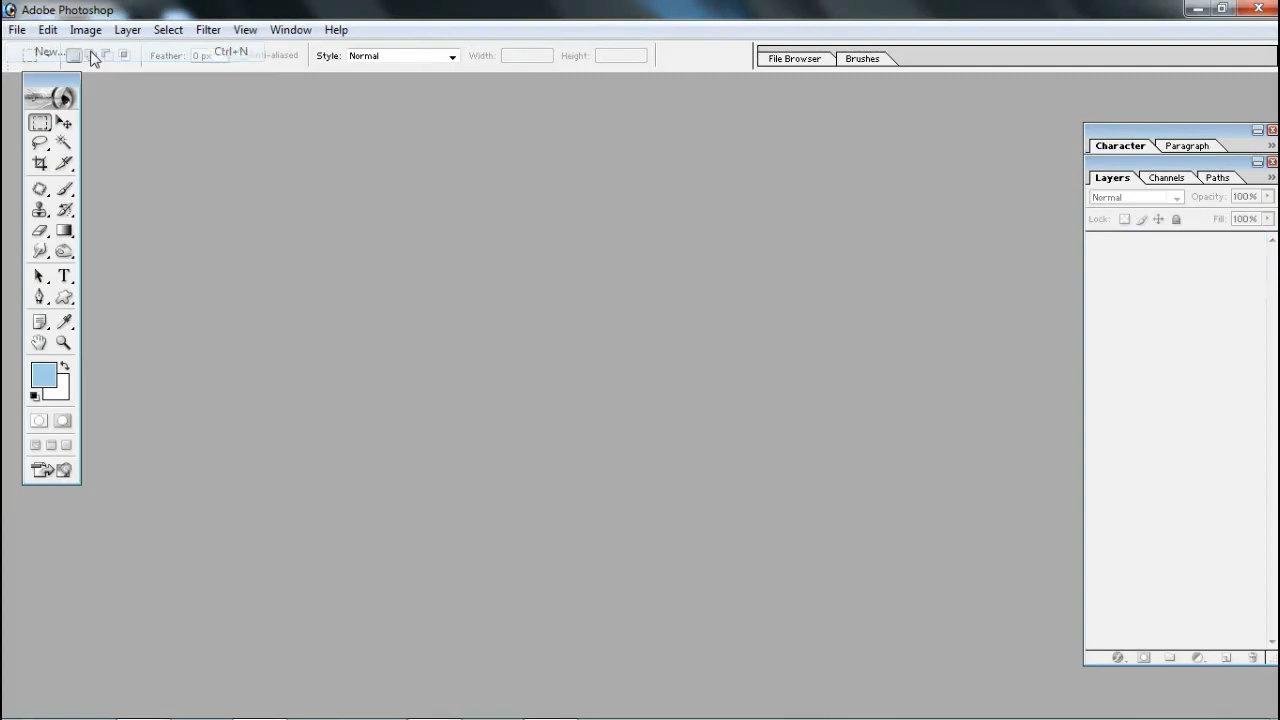 Adobe Photoshop
File Edit Image Layer Select Filter View Window Help
New... Ctrl+N
Feather: 0 px -aliased Style: Normal Width: Height: File Browser Brushes
Character Paragraph
Layers Channels Paths
Normal Opacity: 100%
Lock: Fill: 100%
T